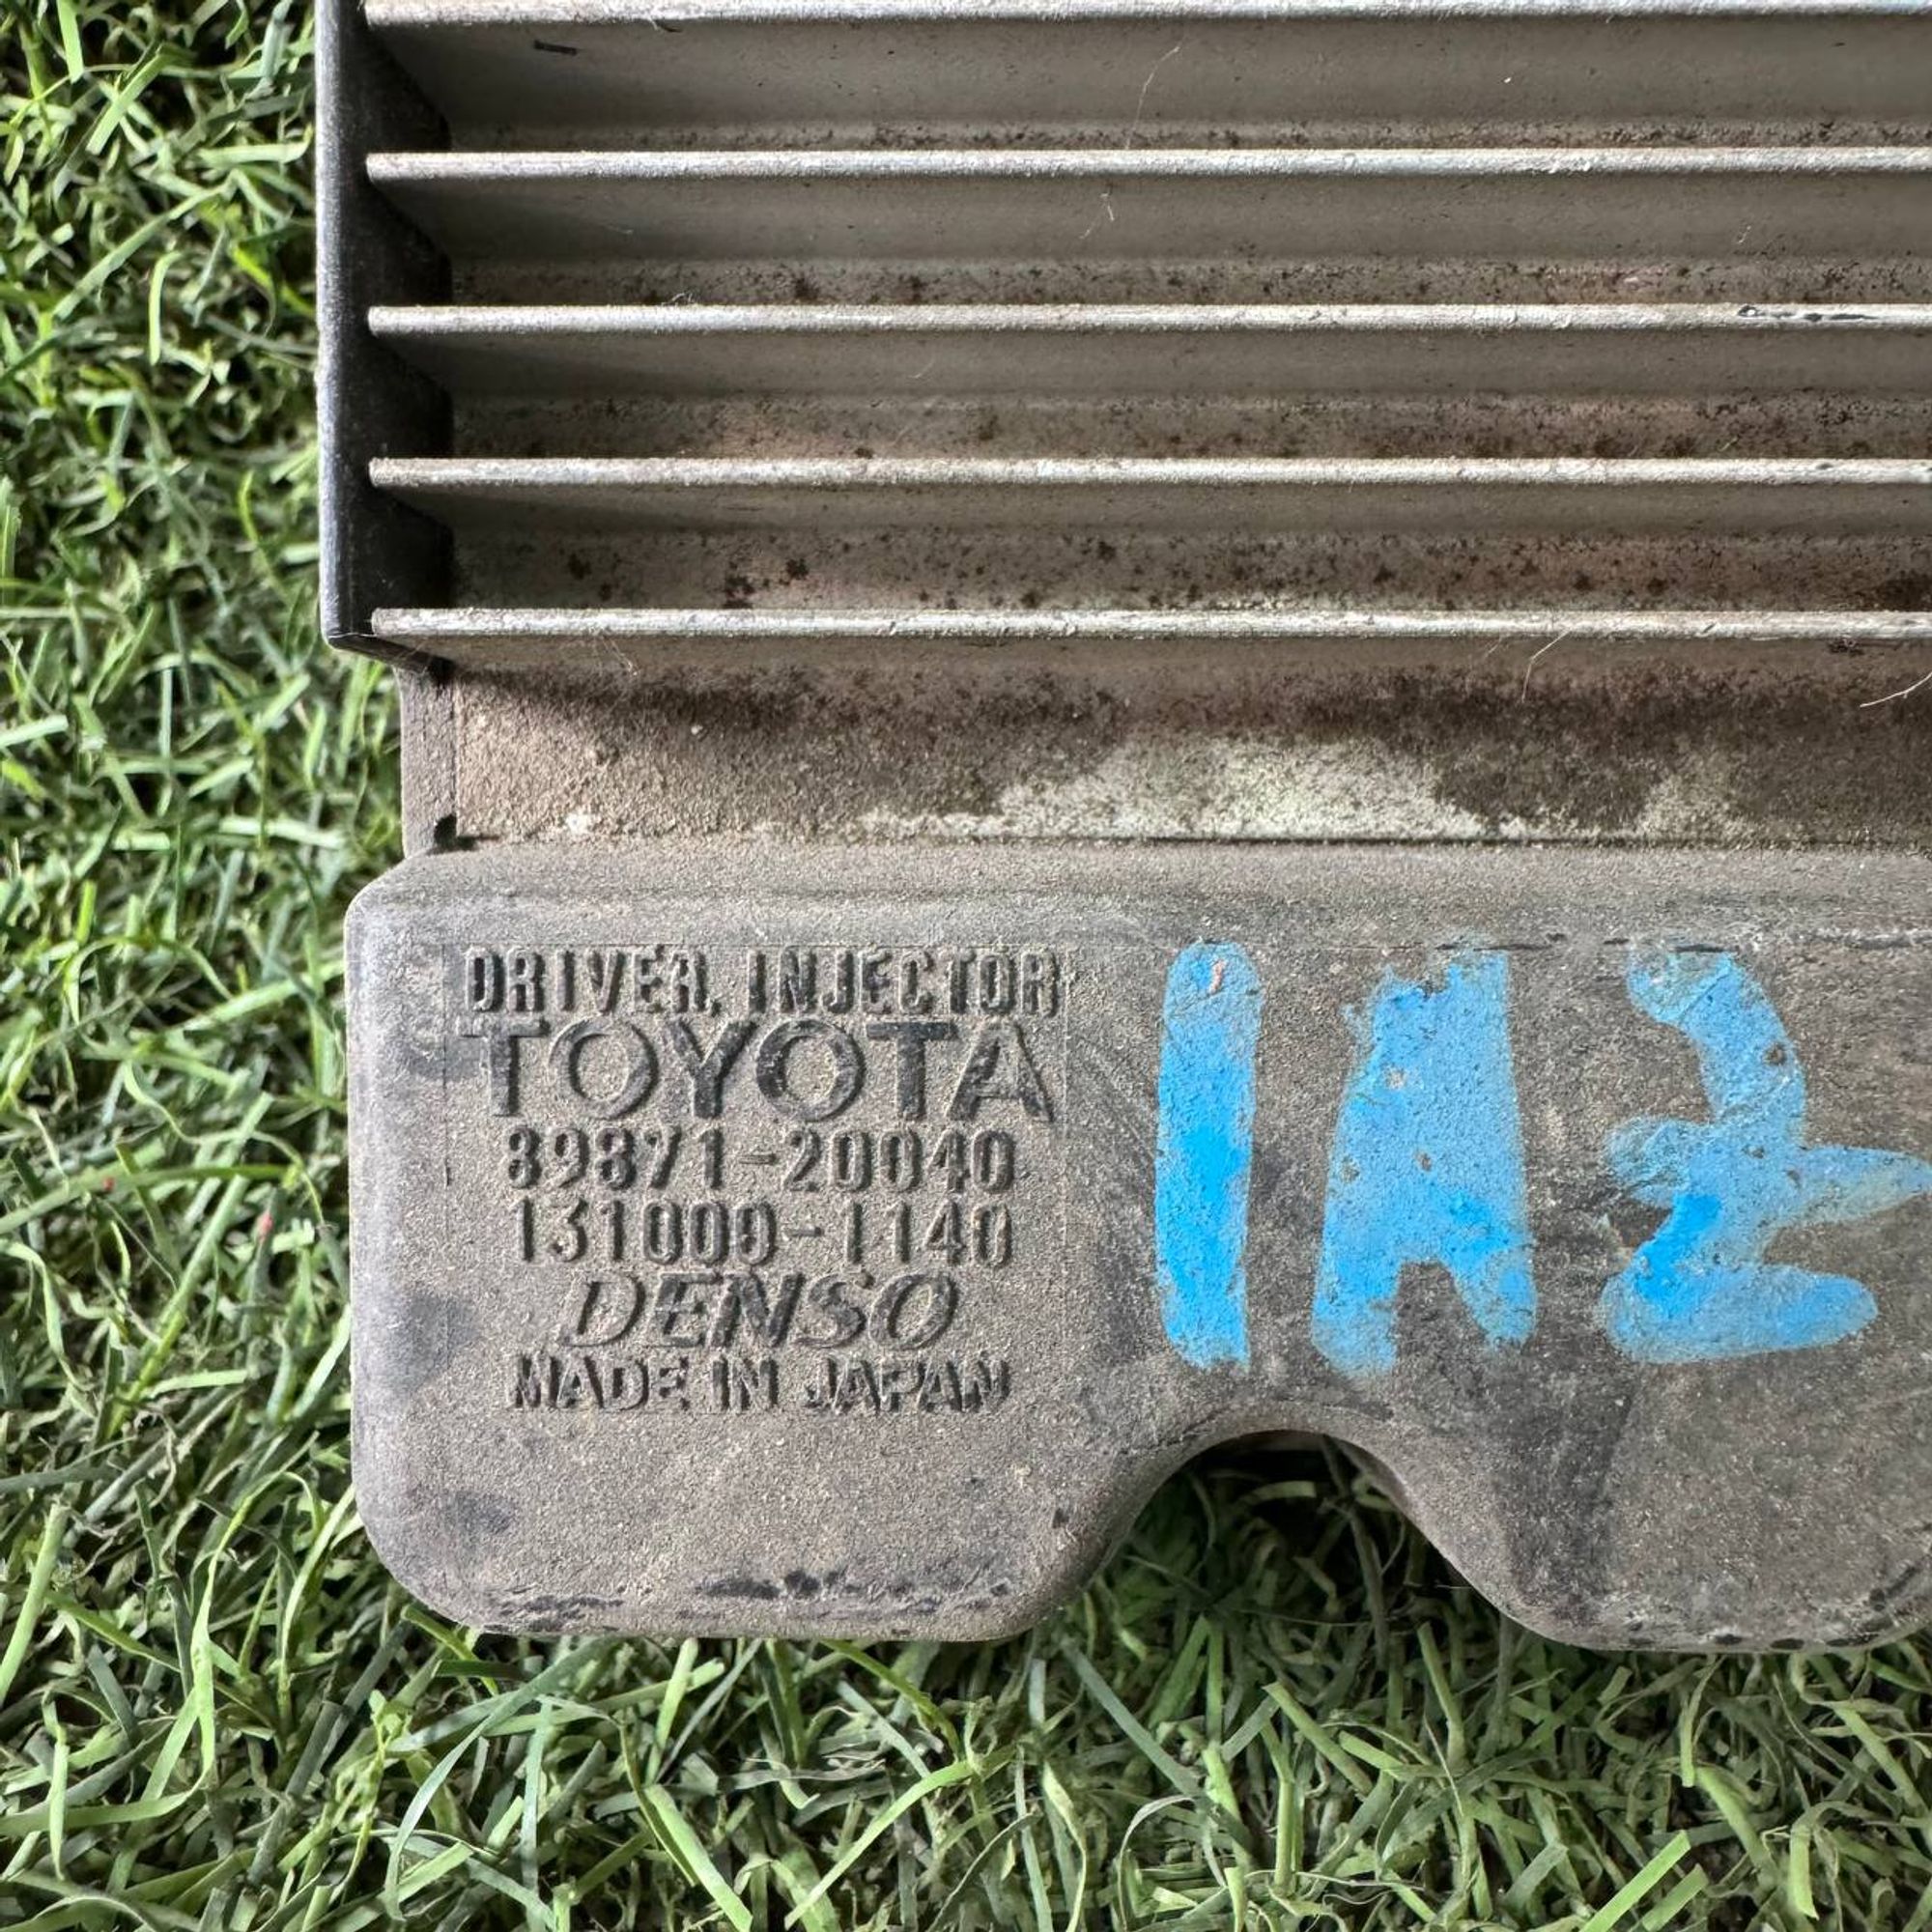 DRIVER, INJECTOR
TOYOTA
89871-20040
131000-1140
DENSO
MADE IN JAPAN
1AZ